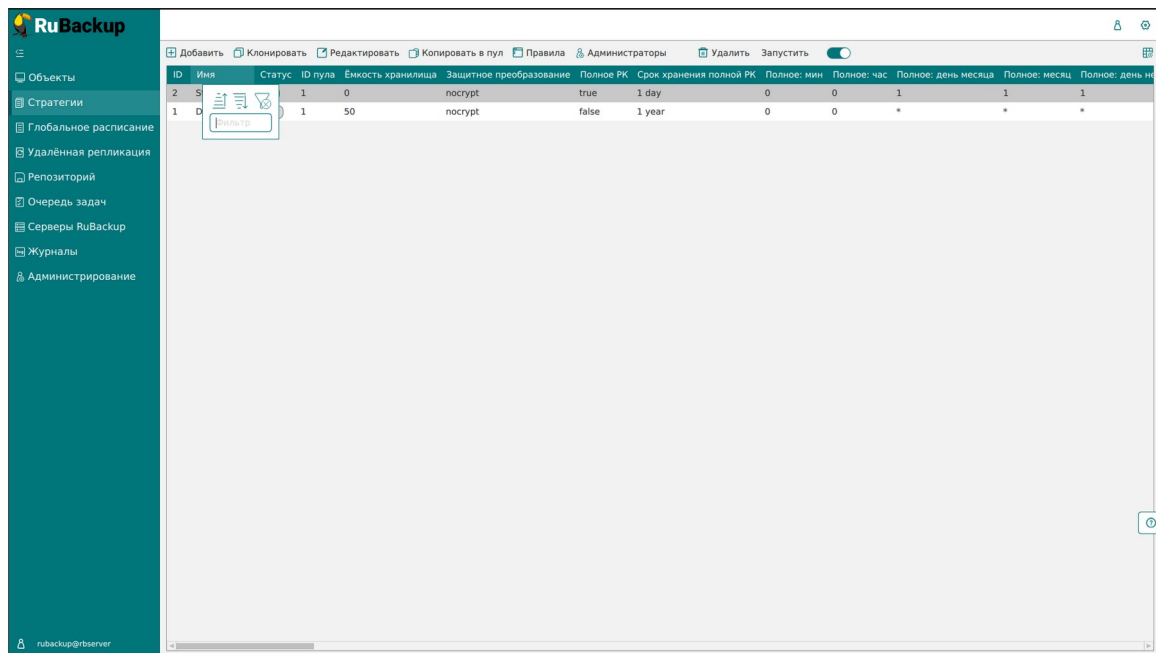 RuBackup
Добавить Клонировать Редактировать Копировать в пул Правила Администраторы Удалить Запустить
Объекты
Стратегии
Глобальное расписание
Удалённая репликация
Репозиторий
Очередь задач
Серверы RuBackup
Журналы
Администрирование
rubackup@rbserver
ID Имя Статус ID пула Ёмкость хранилища Защитное преобразование Полное РК Срок хранения полной РК Полное: мин Полное: час Полное: день месяца Полное: месяц Полное: день не
2 S 1 0 nocrypt true 1 day 0 0 1 1 1
1 D 1 50 nocrypt false 1 year 0 0 * * *
Фильтр